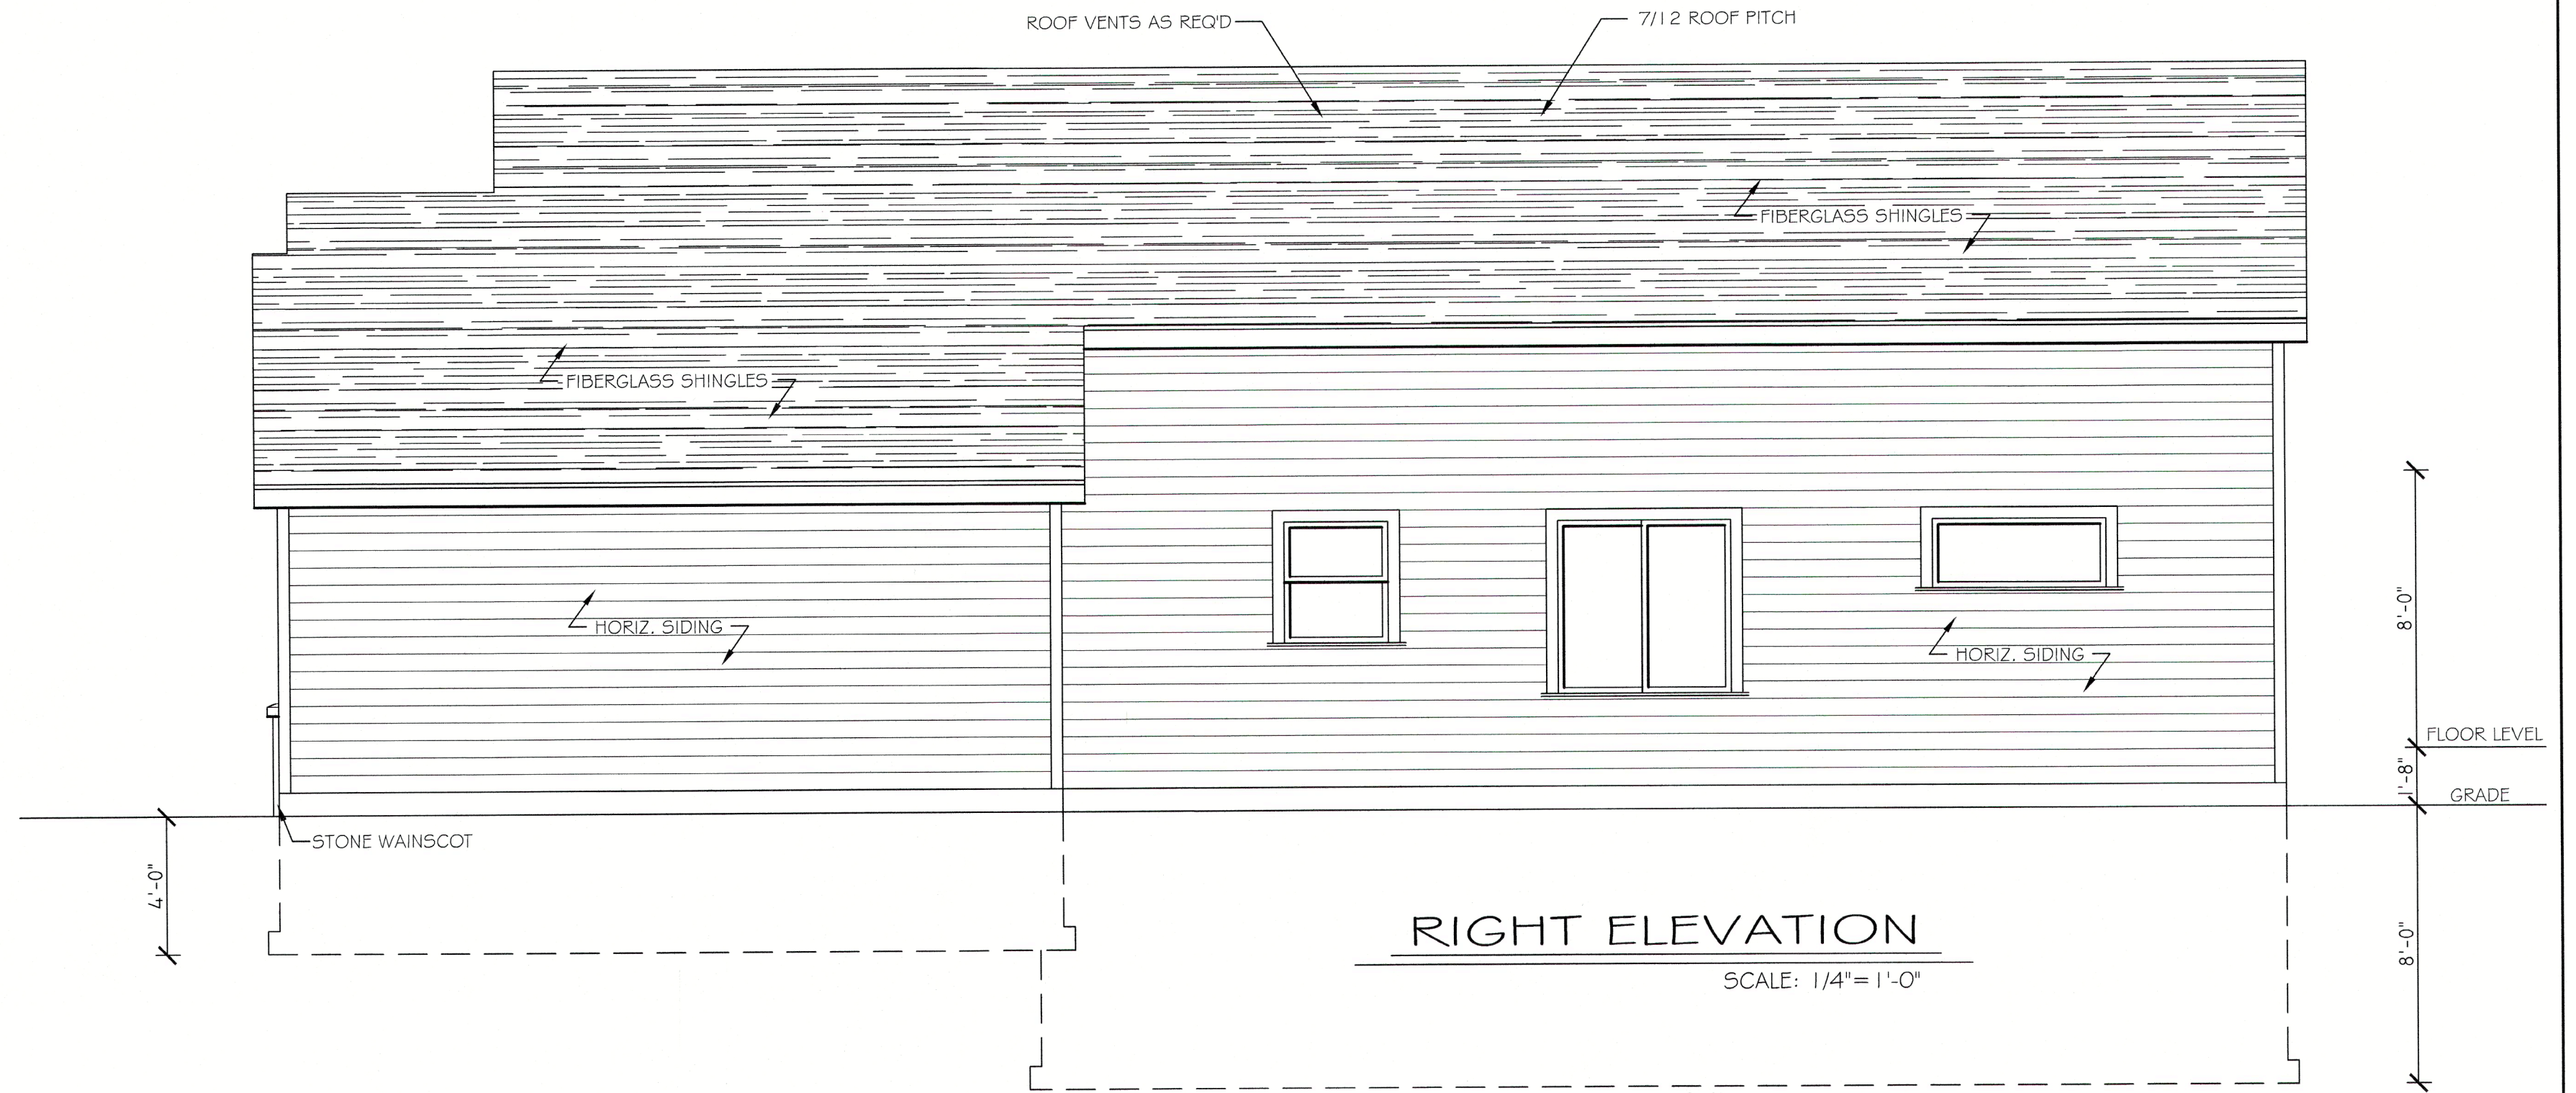 ROOF VENTS AS REQ'D
7/12 ROOF PITCH
FIBERGLASS SHINGLES
FIBERGLASS SHINGLES
HORIZ. SIDING
HORIZ. SIDING
8'-0"
FLOOR LEVEL
1'-8"
GRADE
STONE WAINSCOT
4'-0"
RIGHT ELEVATION
8'-0"
SCALE: 1/4"=1'-0"